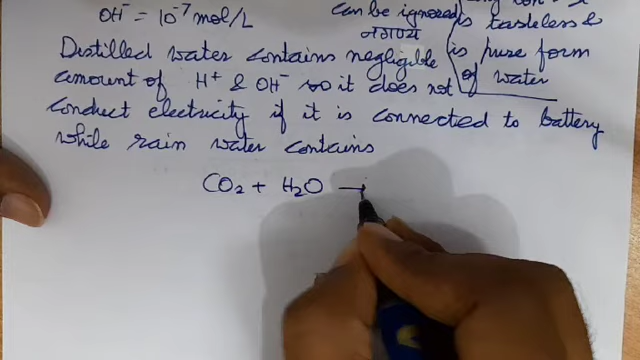 OH⁻ = 10⁻⁷ mol/L
can be ignored
नगण्य
is tasteless &
is pure form
of water
Distilled water contains negligible
amount of H⁺ & OH⁻ so it does not
conduct electricity if it is connected to battery
while rain water contains
CO₂ + H₂O →